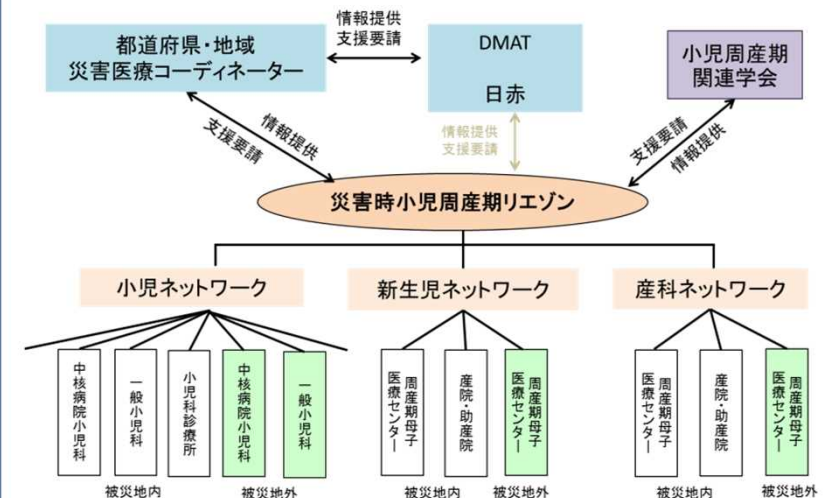 都道府県・地域
災害医療コーディネーター
情報提供
支援要請
DMAT
日赤
小児周産期
関連学会
情報提供
支援要請
情報提供
支援要請
支援要請
情報提供
災害時小児周産期リエゾン
小児ネットワーク
新生児ネットワーク
産科ネットワーク
中核病院小児科
一般小児科
小児科診療所
中核病院小児科
一般小児科
周産期母子
医療センター
産院・助産院
周産期母子
医療センター
周産期母子
医療センター
産院・助産院
周産期母子
医療センター
被災地内
被災地外
被災地内
被災地外
被災地内
被災地外